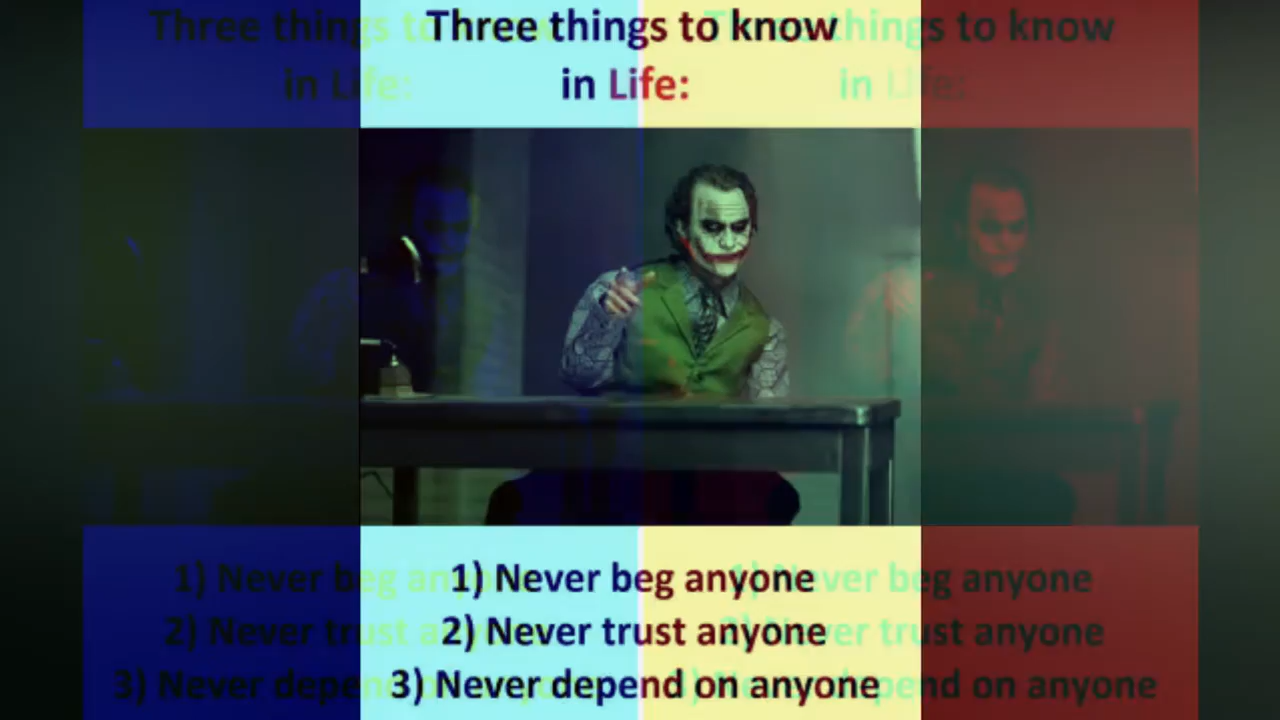 Three things to know
in Life:
1) Never beg anyone
2) Never trust anyone
3) Never depend on anyone